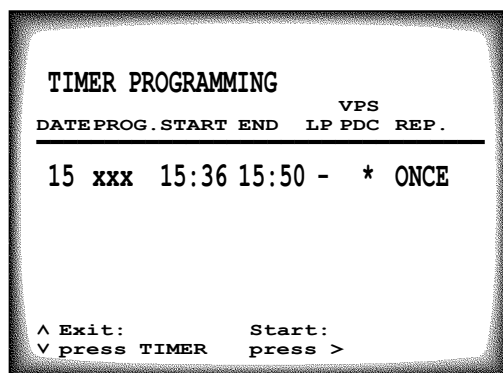 TIMER PROGRAMMING
VPS
DATE PROG. START END LP PDC REP.
15 xxx 15:36 15:50 - * ONCE
^ Exit: Start:
v press TIMER press >